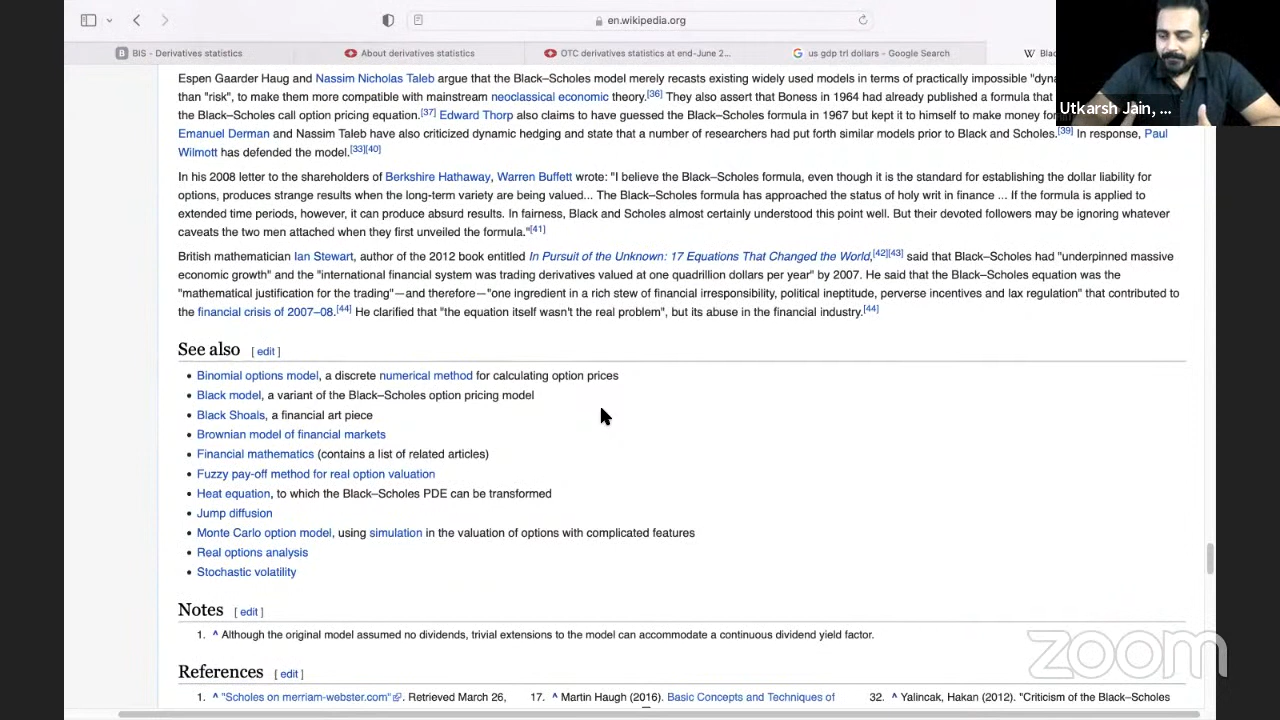 en.wikipedia.org
BIS - Derivatives statistics
About derivatives statistics
OTC derivatives statistics at end-June 2...
us gdp trl dollars - Google Search
W
Espen Gaarder Haug and Nassim Nicholas Taleb argue that the Black–Scholes model merely recasts existing widely used models in terms of practically impossible
than "risk", to make them more compatible with mainstream neoclassical economic theory.[36] They also assert that Boness in 1964 had already published a formula that
the Black–Scholes call option pricing equation.[37] Edward Thorp also claims to have guessed the Black–Scholes formula in 1967 but kept it to himself to make money
Utkarsh Jain, ...
Emanuel Derman and Nassim Taleb have also criticized dynamic hedging and state that a number of researchers had put forth similar models prior to Black and Scholes.[39] In response, Paul
Wilmott has defended the model.[33][40]
In his 2008 letter to the shareholders of Berkshire Hathaway, Warren Buffett wrote: "I believe the Black–Scholes formula, even though it is the standard for establishing the dollar liability for
options, produces strange results when the long-term variety are being valued... The Black–Scholes formula has approached the status of holy writ in finance ... If the formula is applied to
extended time periods, however, it can produce absurd results. In fairness, Black and Scholes almost certainly understood this point well. But their devoted followers may be ignoring whatever
caveats the two men attached when they first unveiled the formula."[41]
British mathematician Ian Stewart, author of the 2012 book entitled In Pursuit of the Unknown: 17 Equations That Changed the World,[42][43] said that Black–Scholes had "underpinned massive
economic growth" and the "international financial system was trading derivatives valued at one quadrillion dollars per year" by 2007. He said that the Black–Scholes equation was the
"mathematical justification for the trading"—and therefore—"one ingredient in a rich stew of financial irresponsibility, political ineptitude, perverse incentives and lax regulation" that contributed to
the financial crisis of 2007–08.[44] He clarified that "the equation itself wasn't the real problem", but its abuse in the financial industry.[44]
See also [ edit ]
• Binomial options model, a discrete numerical method for calculating option prices
• Black model, a variant of the Black–Scholes option pricing model
• Black Shoals, a financial art piece
• Brownian model of financial markets
• Financial mathematics (contains a list of related articles)
• Fuzzy pay-off method for real option valuation
• Heat equation, to which the Black–Scholes PDE can be transformed
• Jump diffusion
• Monte Carlo option model, using simulation in the valuation of options with complicated features
• Real options analysis
• Stochastic volatility
Notes [ edit ]
1. ^ Although the original model assumed no dividends, trivial extensions to the model can accommodate a continuous dividend yield factor.
zoom
References [ edit ]
1. ^ "Scholes on merriam-webster.com". Retrieved March 26,
17. ^ Martin Haugh (2016). Basic Concepts and Techniques of
32. ^ Yalincak, Hakan (2012). "Criticism of the Black–Scholes